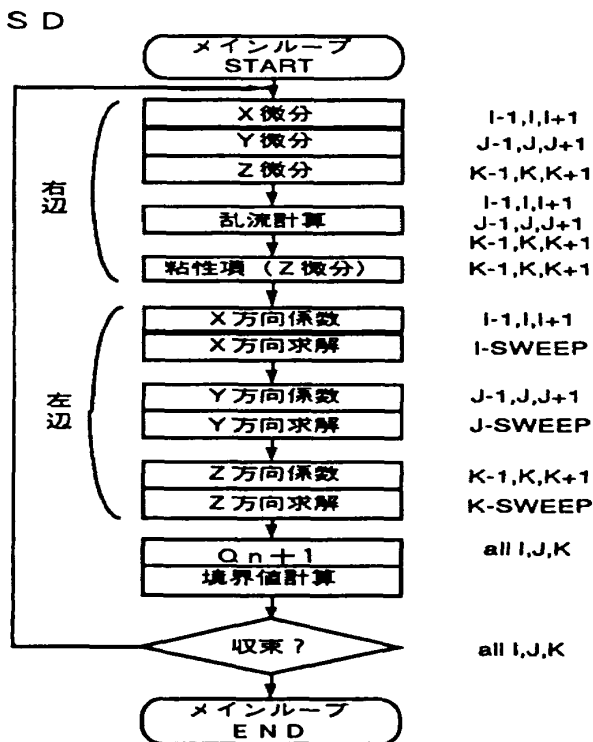 S D
メインループ
START
X微分 I-1,I,I+1
Y微分 J-1,J,J+1
Z微分 K-1,K,K+1
右辺
I-1,I,I+1
乱流計算 J-1,J,J+1
K-1,K,K+1
粘性項（Z微分） K-1,K,K+1
X方向係数 I-1,I,I+1
X方向求解 I-SWEEP
左辺
Y方向係数 J-1,J,J+1
Y方向求解 J-SWEEP
Z方向係数 K-1,K,K+1
Z方向求解 K-SWEEP
Qn+1 all I,J,K
境界値計算
収束？ all I,J,K
メインループ
END